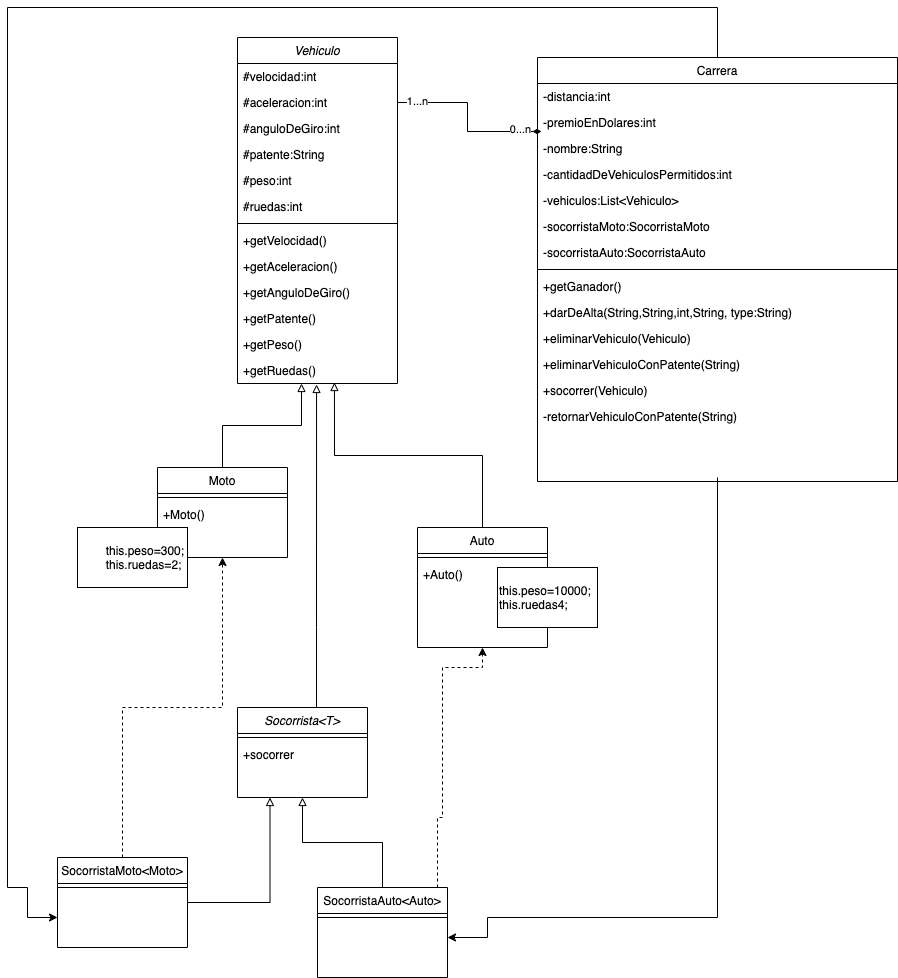 Vehiculo
#velocidad:int
#aceleracion:int
#anguloDeGiro:int
#patente:String
#peso:int
#ruedas:int
+getVelocidad()
+getAceleracion()
+getAnguloDeGiro()
+getPatente()
+getPeso()
+getRuedas()
1...n
0...n
Carrera
-distancia:int
-premioEnDolares:int
-nombre:String
-cantidadDeVehiculosPermitidos:int
-vehiculos:List<Vehiculo>
-socorristaMoto:SocorristaMoto
-socorristaAuto:SocorristaAuto
+getGanador()
+darDeAlta(String,String,int,String, type:String)
+eliminarVehiculo(Vehiculo)
+eliminarVehiculoConPatente(String)
+socorrer(Vehiculo)
-retornarVehiculoConPatente(String)
Moto
+Moto()
this.peso=300;
this.ruedas=2;
Auto
+Auto()
this.peso=10000;
this.ruedas4;
Socorrista<T>
+socorrer
SocorristaMoto<Moto>
SocorristaAuto<Auto>